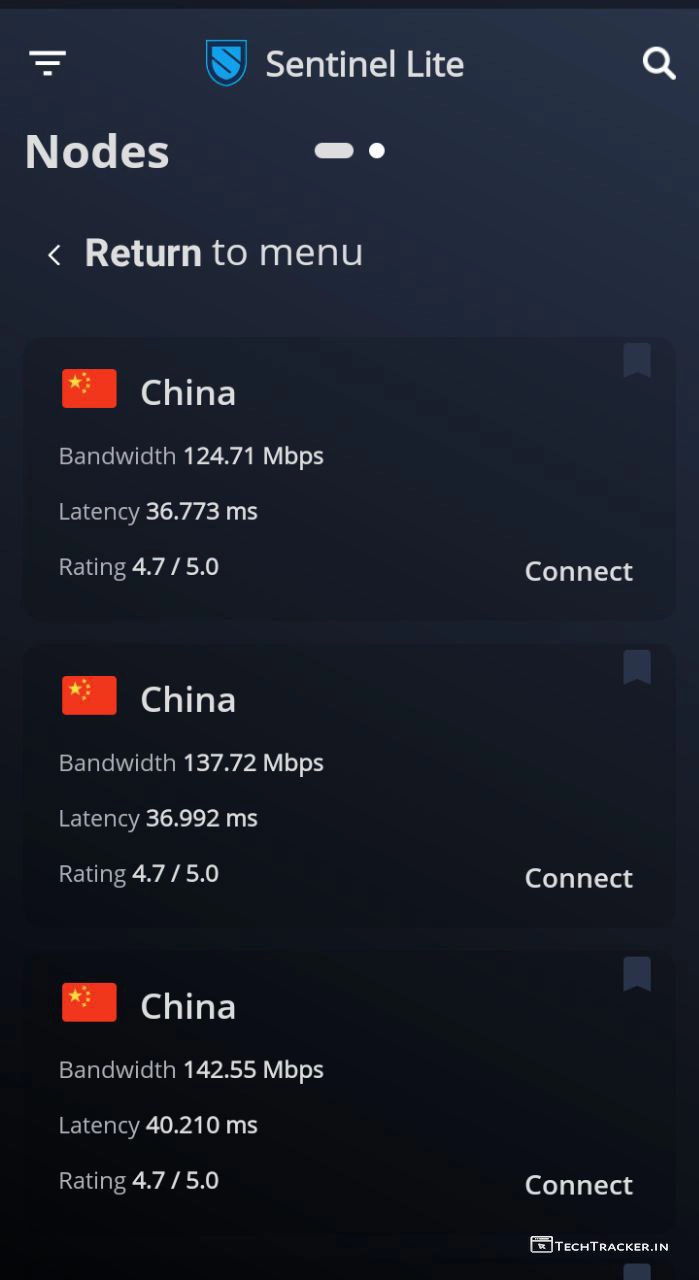 Sentinel Lite
Nodes
Return to menu
China
Bandwidth 124.71 Mbps
Latency 36.773 ms
Rating 4.7 / 5.0
Connect
China
Bandwidth 137.72 Mbps
Latency 36.992 ms
Rating 4.7 / 5.0
Connect
China
Bandwidth 142.55 Mbps
Latency 40.210 ms
Rating 4.7 / 5.0
Connect
TechTracker.in